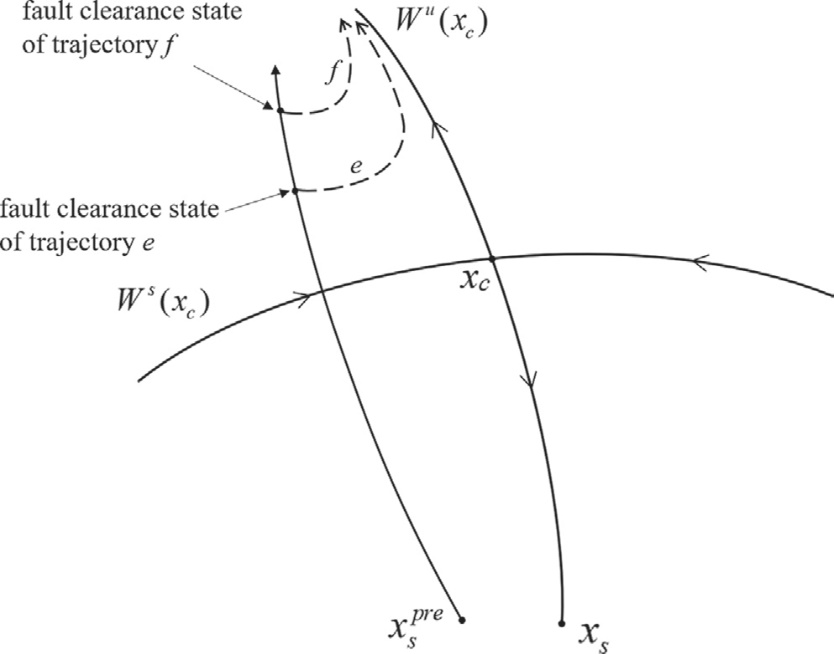 fault clearance state
of trajectory f
W^u(x_c)
f
e
fault clearance state
of trajectory e
W^s(x_c)
x_c
x_s^{pre}
x_s